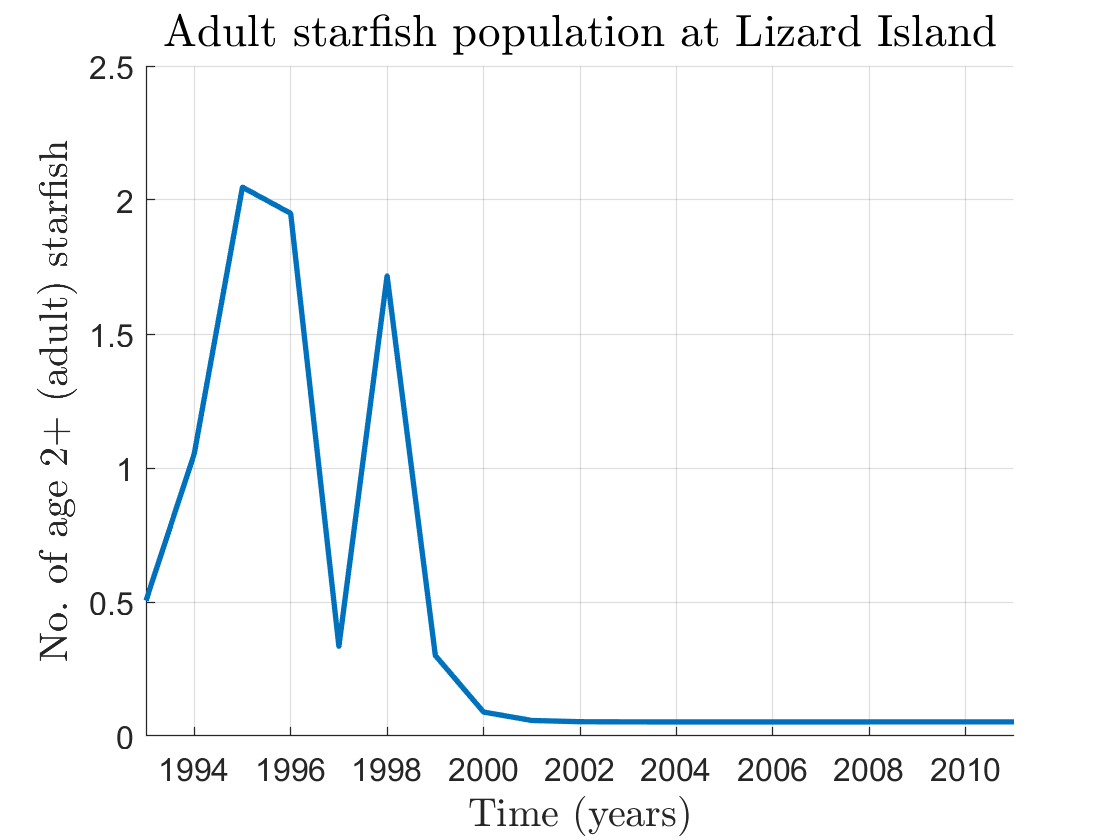 Adult starfish population at Lizard Island
No. of age 2+ (adult) starfish
2.5
2
1.5
1
0.5
0
1994 1996 1998 2000 2002 2004 2006 2008 2010
Time (years)